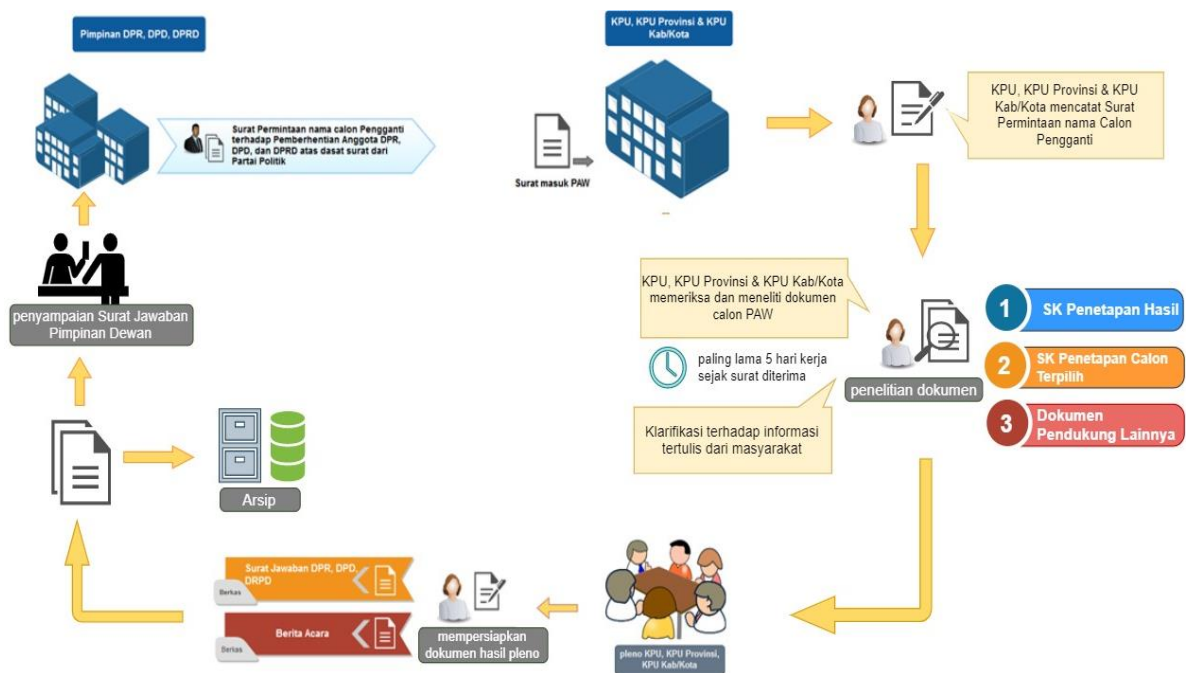 Pimpinan DPR, DPD, DPRD
Surat Permintaan nama calon Pengganti
terhadap Pemberhentian Anggota DPR,
DPD, dan DPRD atas dasat surat dari
Partai Politik
Surat masuk PAW
KPU, KPU Provinsi & KPU
Kab/Kota
KPU, KPU Provinsi & KPU
Kab/Kota mencatat Surat
Permintaan nama Calon
Pengganti
KPU, KPU Provinsi & KPU Kab/Kota
memeriksa dan meneliti dokumen
calon PAW
paling lama 5 hari kerja
sejak surat diterima
Klarifikasi terhadap informasi
tertulis dari masyarakat
penelitian dokumen
1
SK Penetapan Hasil
2
SK Penetapan Calon
Terpilih
3
Dokumen
Pendukung Lainnya
pleno KPU, KPU Provinsi,
KPU Kab/Kota
mempersiapkan
dokumen hasil pleno
Surat Jawaban DPR, DPD,
DRPD
Berkas
Berita Acara
Berkas
Arsip
penyampaian Surat Jawaban
Pimpinan Dewan